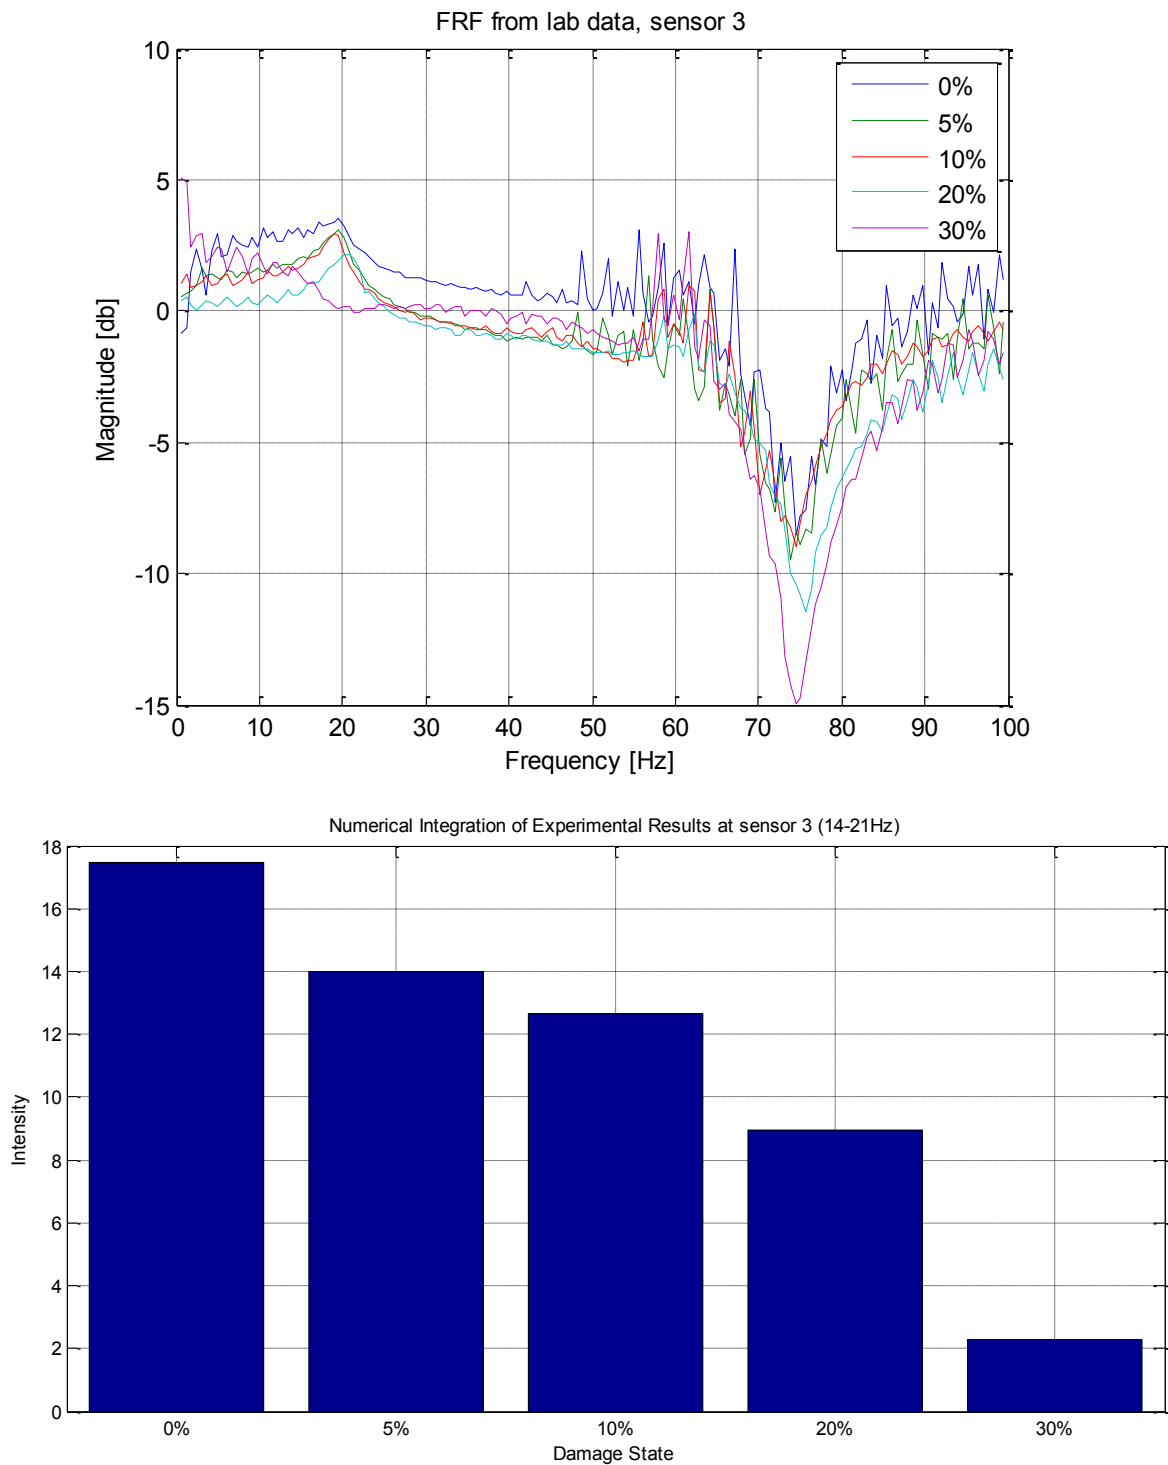 FRF from lab data, sensor 3
10
5
0
-5
-10
-15
Magnitude [db]
0%
5%
10%
20%
30%
0 10 20 30 40 50 60 70 80 90 100
Frequency [Hz]
Numerical Integration of Experimental Results at sensor 3 (14-21Hz)
18
16
14
12
10
8
6
4
2
0
Intensity
0% 5% 10% 20% 30%
Damage State